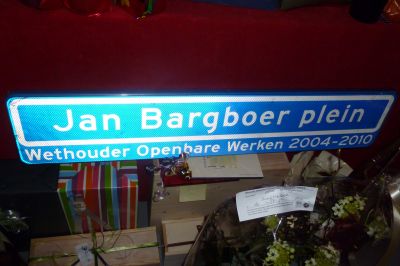 Jan Bargboer plein
Wethouder Openbare Werken 2004-2010